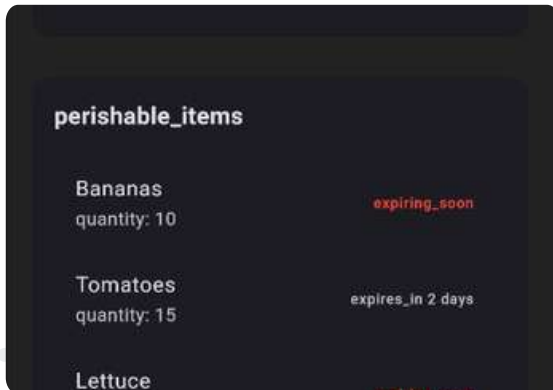 perishable_items
Bananas
expiring_soon
quantity: 10
Tomatoes
expires_in 2 days
quantity: 15
Lettuce